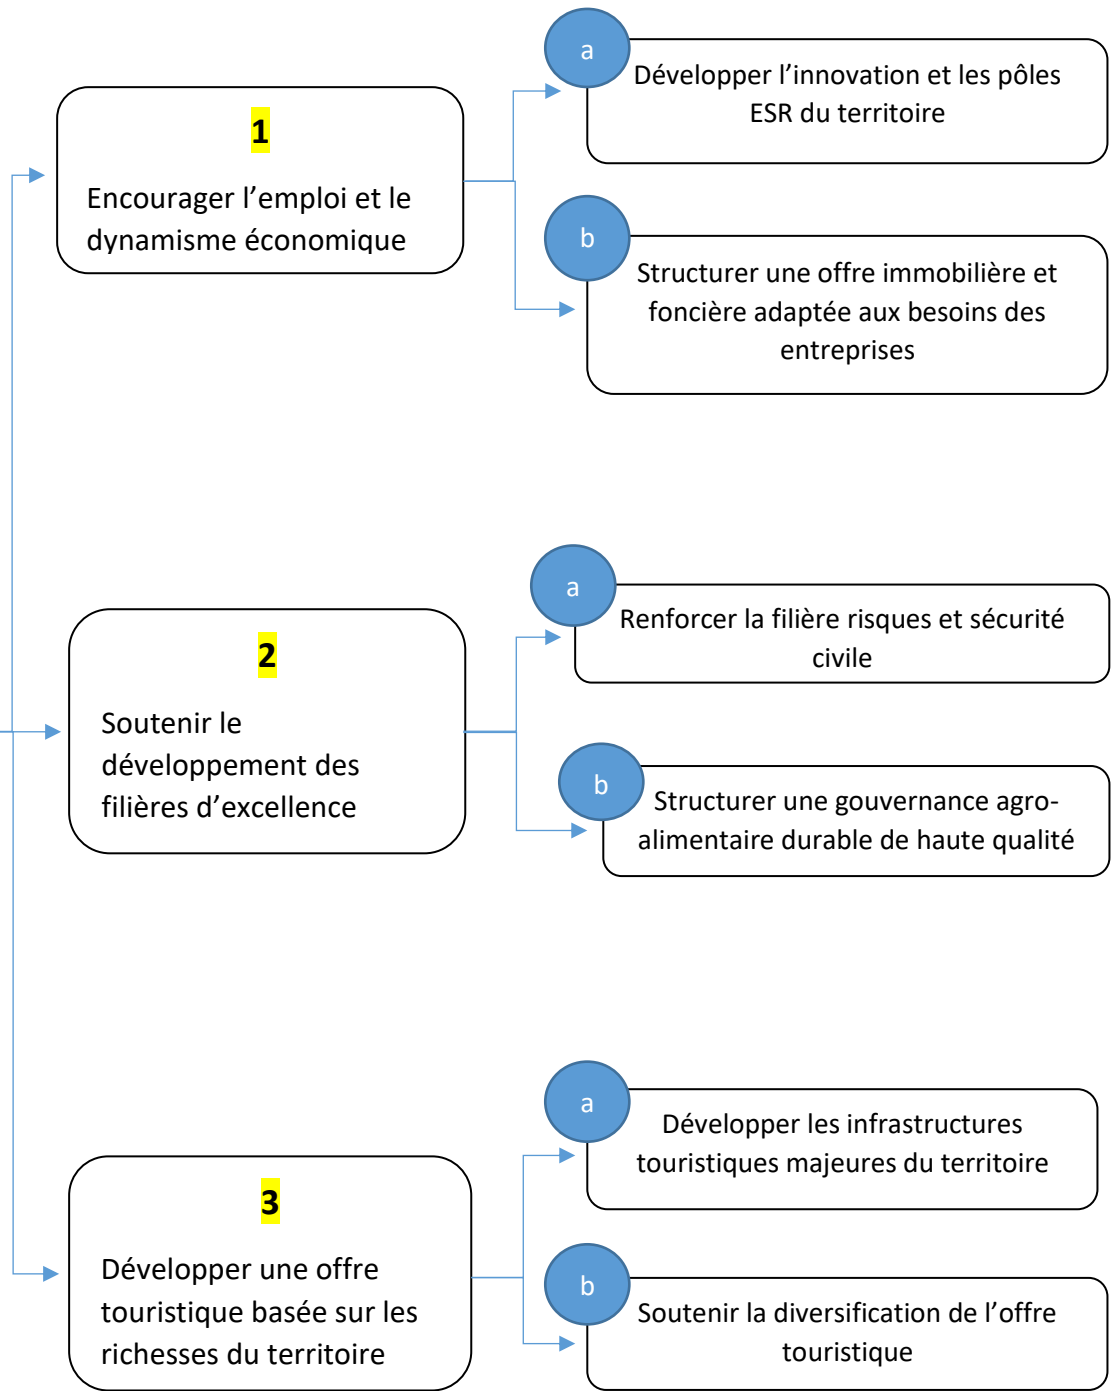 1
Encourager l’emploi et le
dynamisme économique
a
Développer l’innovation et les pôles
ESR du territoire
b
Structurer une offre immobilière et
foncière adaptée aux besoins des
entreprises
2
Soutenir le
développement des
filières d’excellence
a
Renforcer la filière risques et sécurité
civile
b
Structurer une gouvernance agro-
alimentaire durable de haute qualité
3
Développer une offre
touristique basée sur les
richesses du territoire
a
Développer les infrastructures
touristiques majeures du territoire
b
Soutenir la diversification de l’offre
touristique